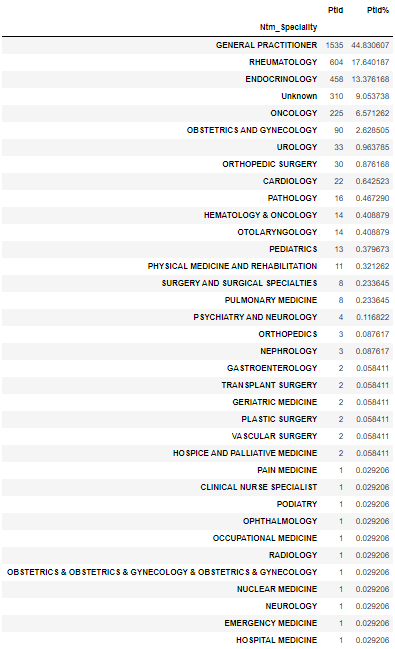 Ptid Ptid%
Ntm_Speciality
GENERAL PRACTITIONER 1535 44.830607
RHEUMATOLOGY 604 17.640187
ENDOCRINOLOGY 458 13.376168
Unknown 310 9.053738
ONCOLOGY 225 6.571262
OBSTETRICS AND GYNECOLOGY 90 2.628505
UROLOGY 33 0.963785
ORTHOPEDIC SURGERY 30 0.876168
CARDIOLOGY 22 0.642523
PATHOLOGY 16 0.467290
HEMATOLOGY & ONCOLOGY 14 0.408879
OTOLARYNGOLOGY 14 0.408879
PEDIATRICS 13 0.379673
PHYSICAL MEDICINE AND REHABILITATION 11 0.321262
SURGERY AND SURGICAL SPECIALTIES 8 0.233645
PULMONARY MEDICINE 8 0.233645
PSYCHIATRY AND NEUROLOGY 4 0.116822
ORTHOPEDICS 3 0.087617
NEPHROLOGY 3 0.087617
GASTROENTEROLOGY 2 0.058411
TRANSPLANT SURGERY 2 0.058411
GERIATRIC MEDICINE 2 0.058411
PLASTIC SURGERY 2 0.058411
VASCULAR SURGERY 2 0.058411
HOSPICE AND PALLIATIVE MEDICINE 2 0.058411
PAIN MEDICINE 1 0.029206
CLINICAL NURSE SPECIALIST 1 0.029206
PODIATRY 1 0.029206
OPHTHALMOLOGY 1 0.029206
OCCUPATIONAL MEDICINE 1 0.029206
RADIOLOGY 1 0.029206
OBSTETRICS & OBSTETRICS & GYNECOLOGY & OBSTETRICS & GYNECOLOGY 1 0.029206
NUCLEAR MEDICINE 1 0.029206
NEUROLOGY 1 0.029206
EMERGENCY MEDICINE 1 0.029206
HOSPITAL MEDICINE 1 0.029206